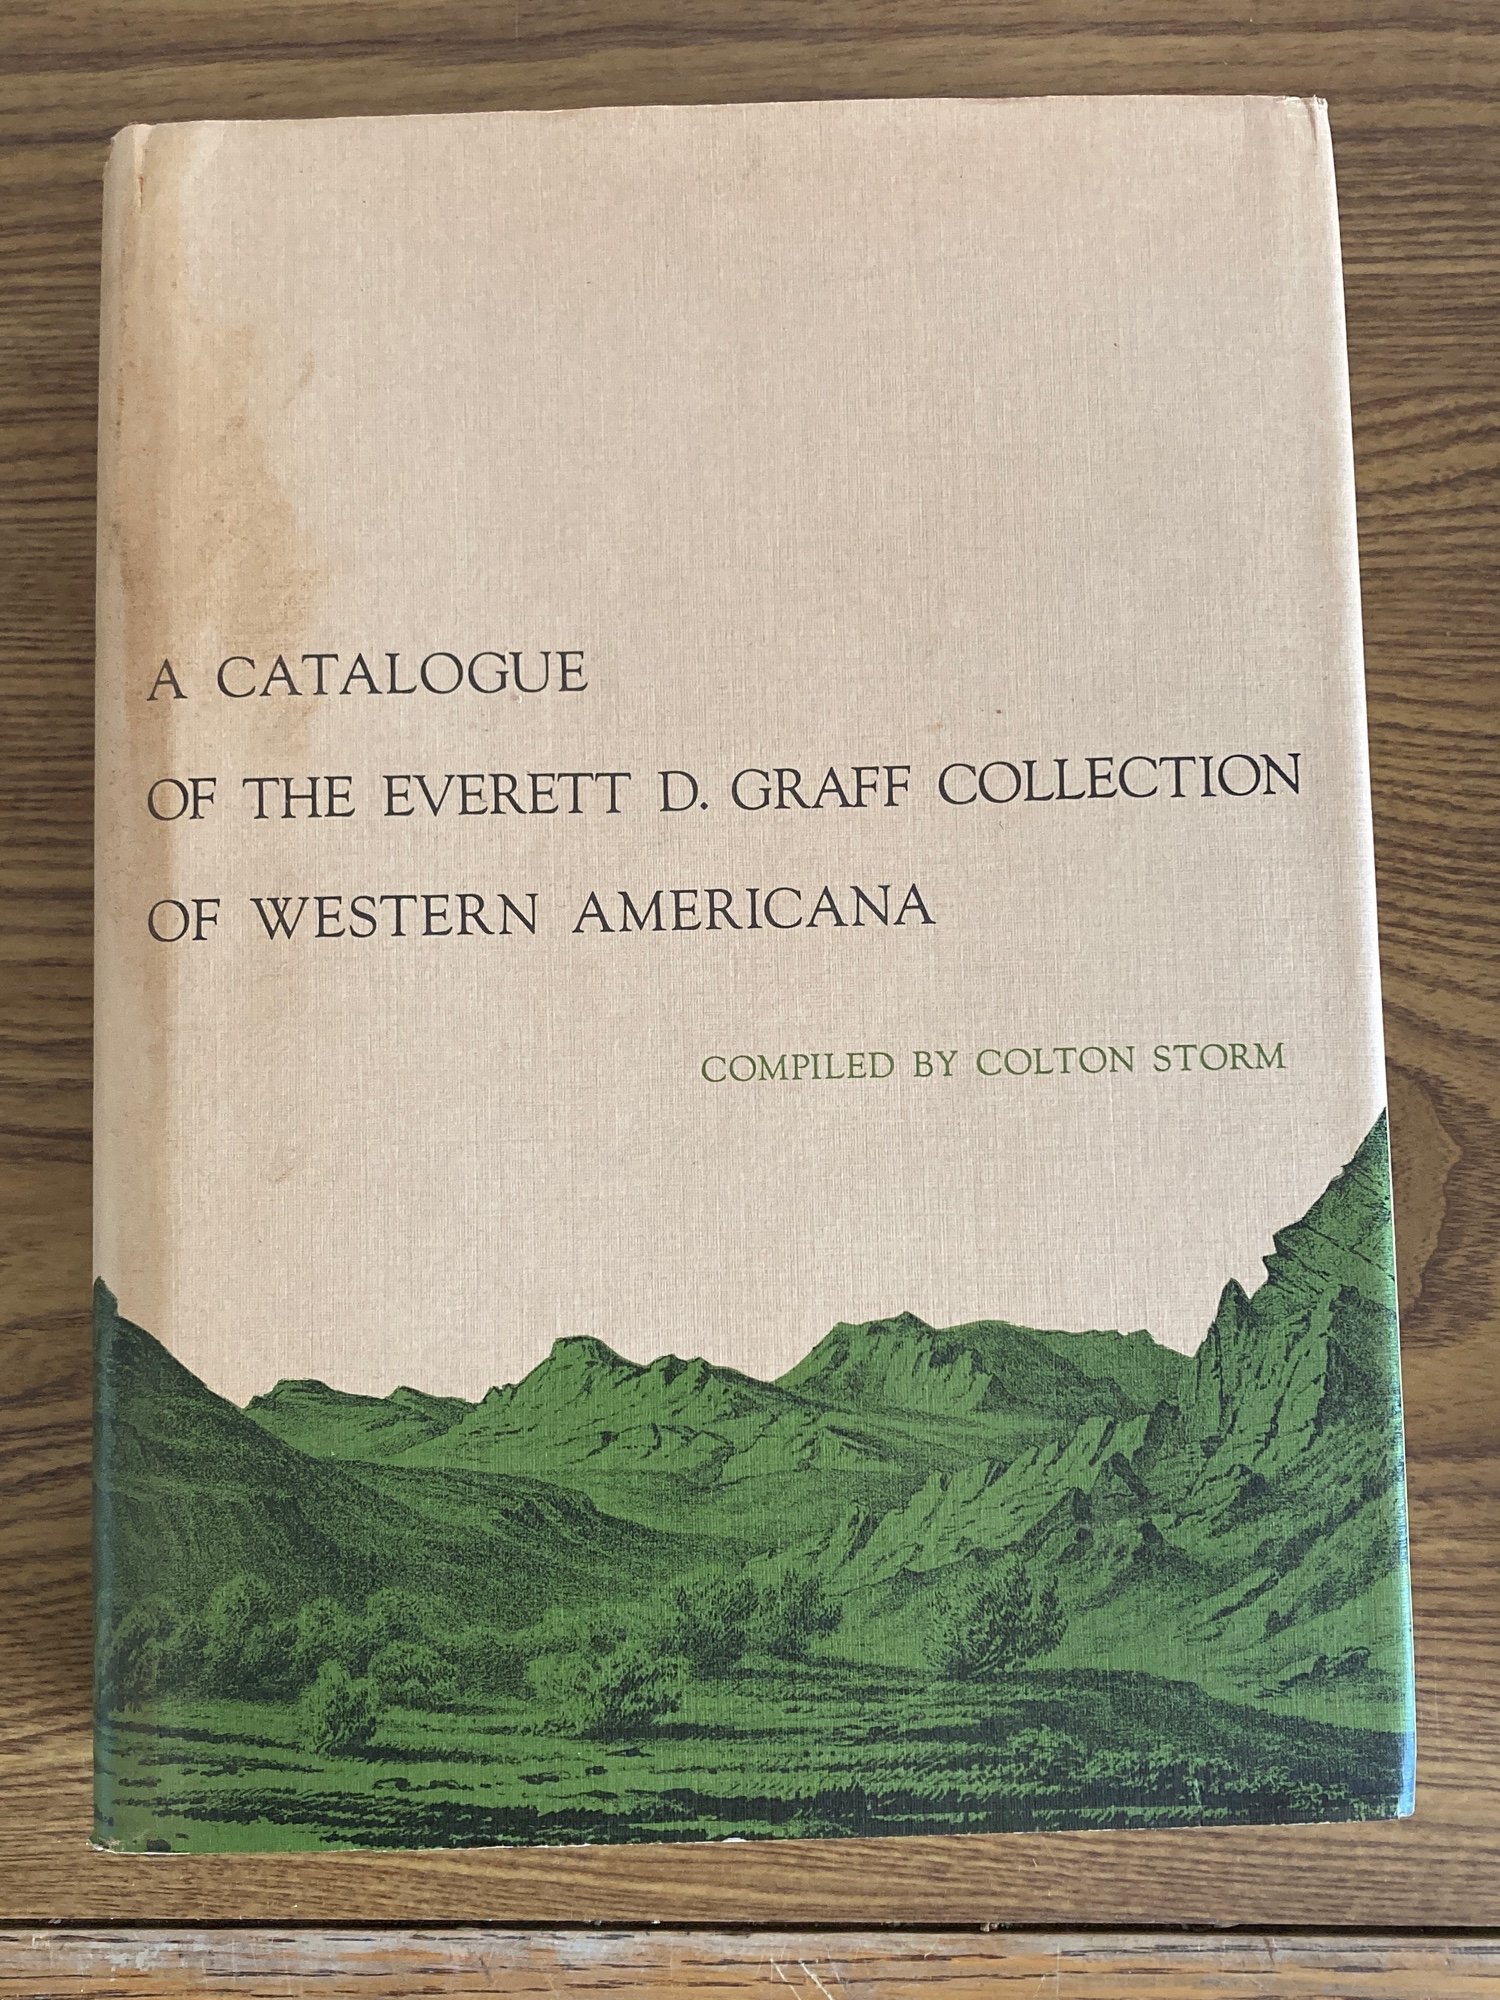 A CATALOGUE
OF THE EVERETT D. GRAFF COLLECTION
OF WESTERN AMERICANA
COMPILED BY COLTON STORM